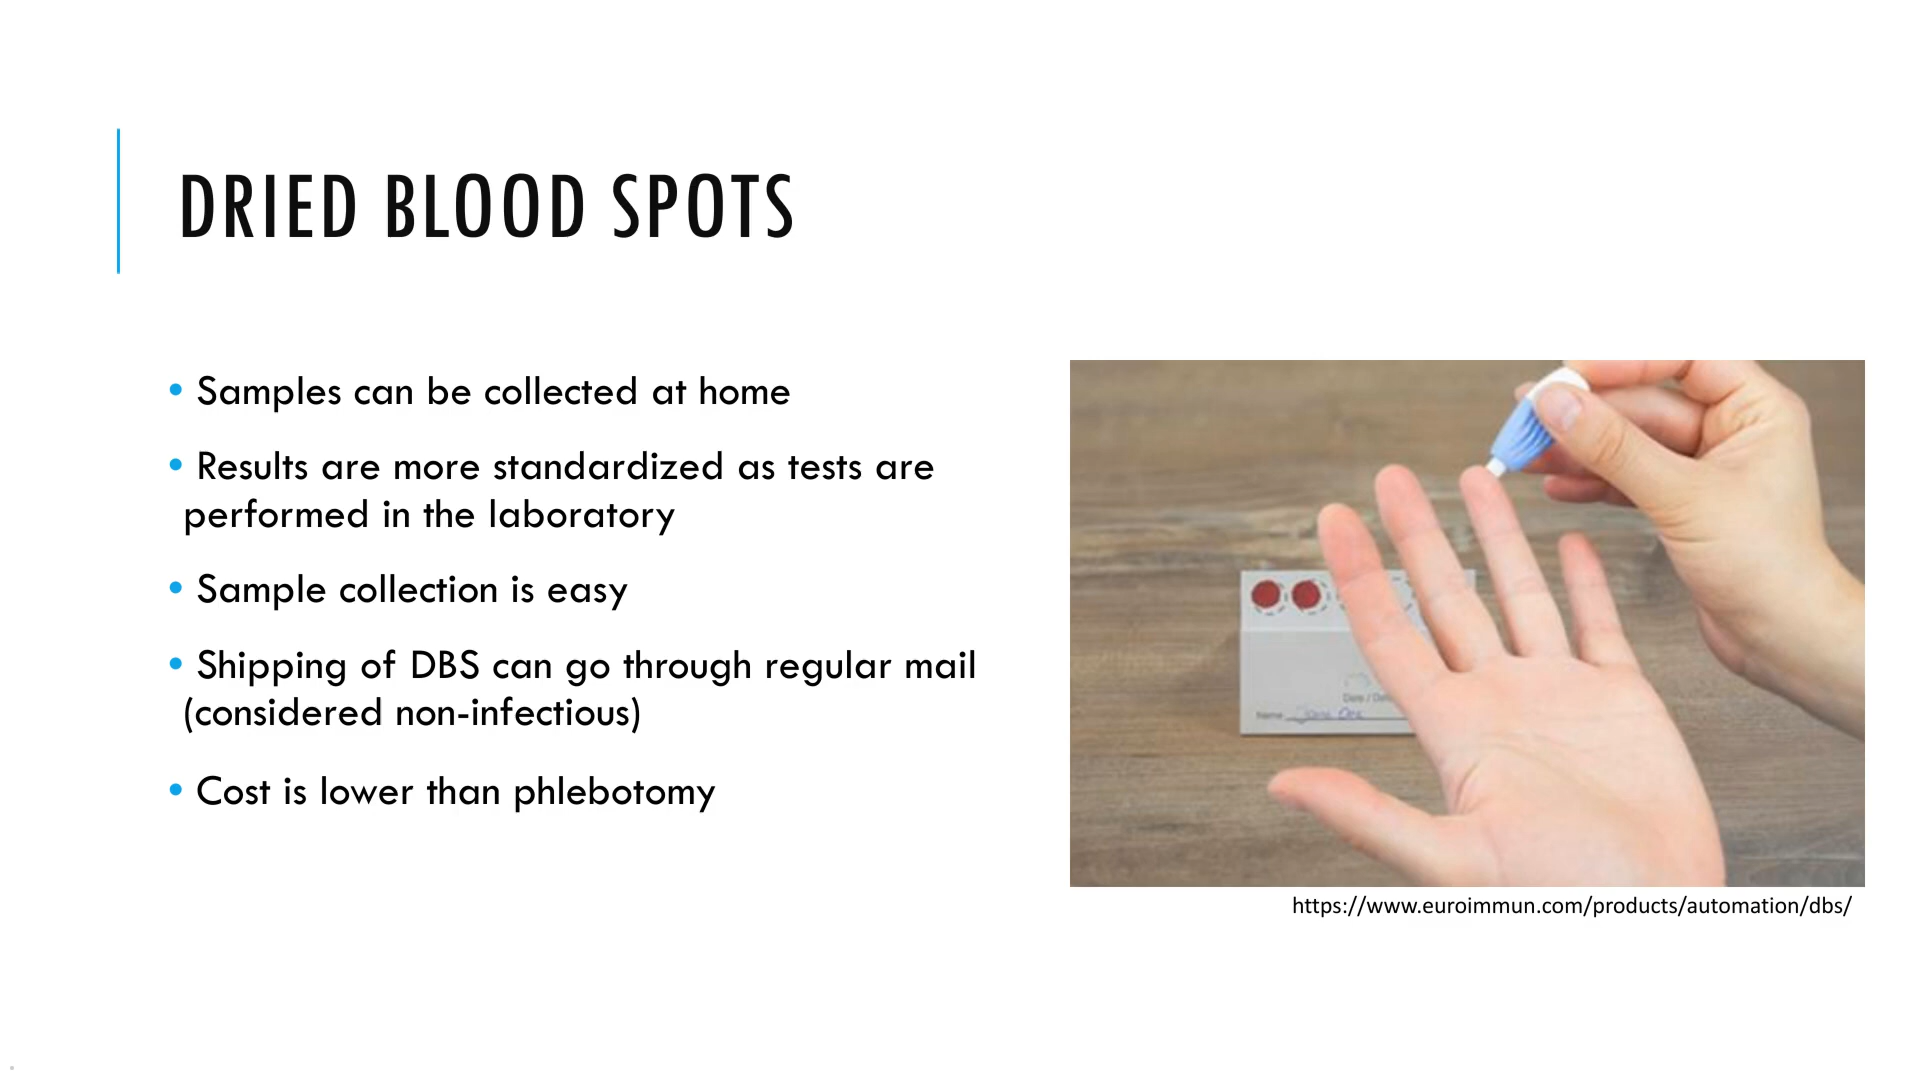 DRIED BLOOD SPOTS
• Samples can be collected at home
• Results are more standardized as tests are
performed in the laboratory
• Sample collection is easy
• Shipping of DBS can go through regular mail
(considered non-infectious)
• Cost is lower than phlebotomy
Name
https://www.euroimmun.com/products/automation/dbs/